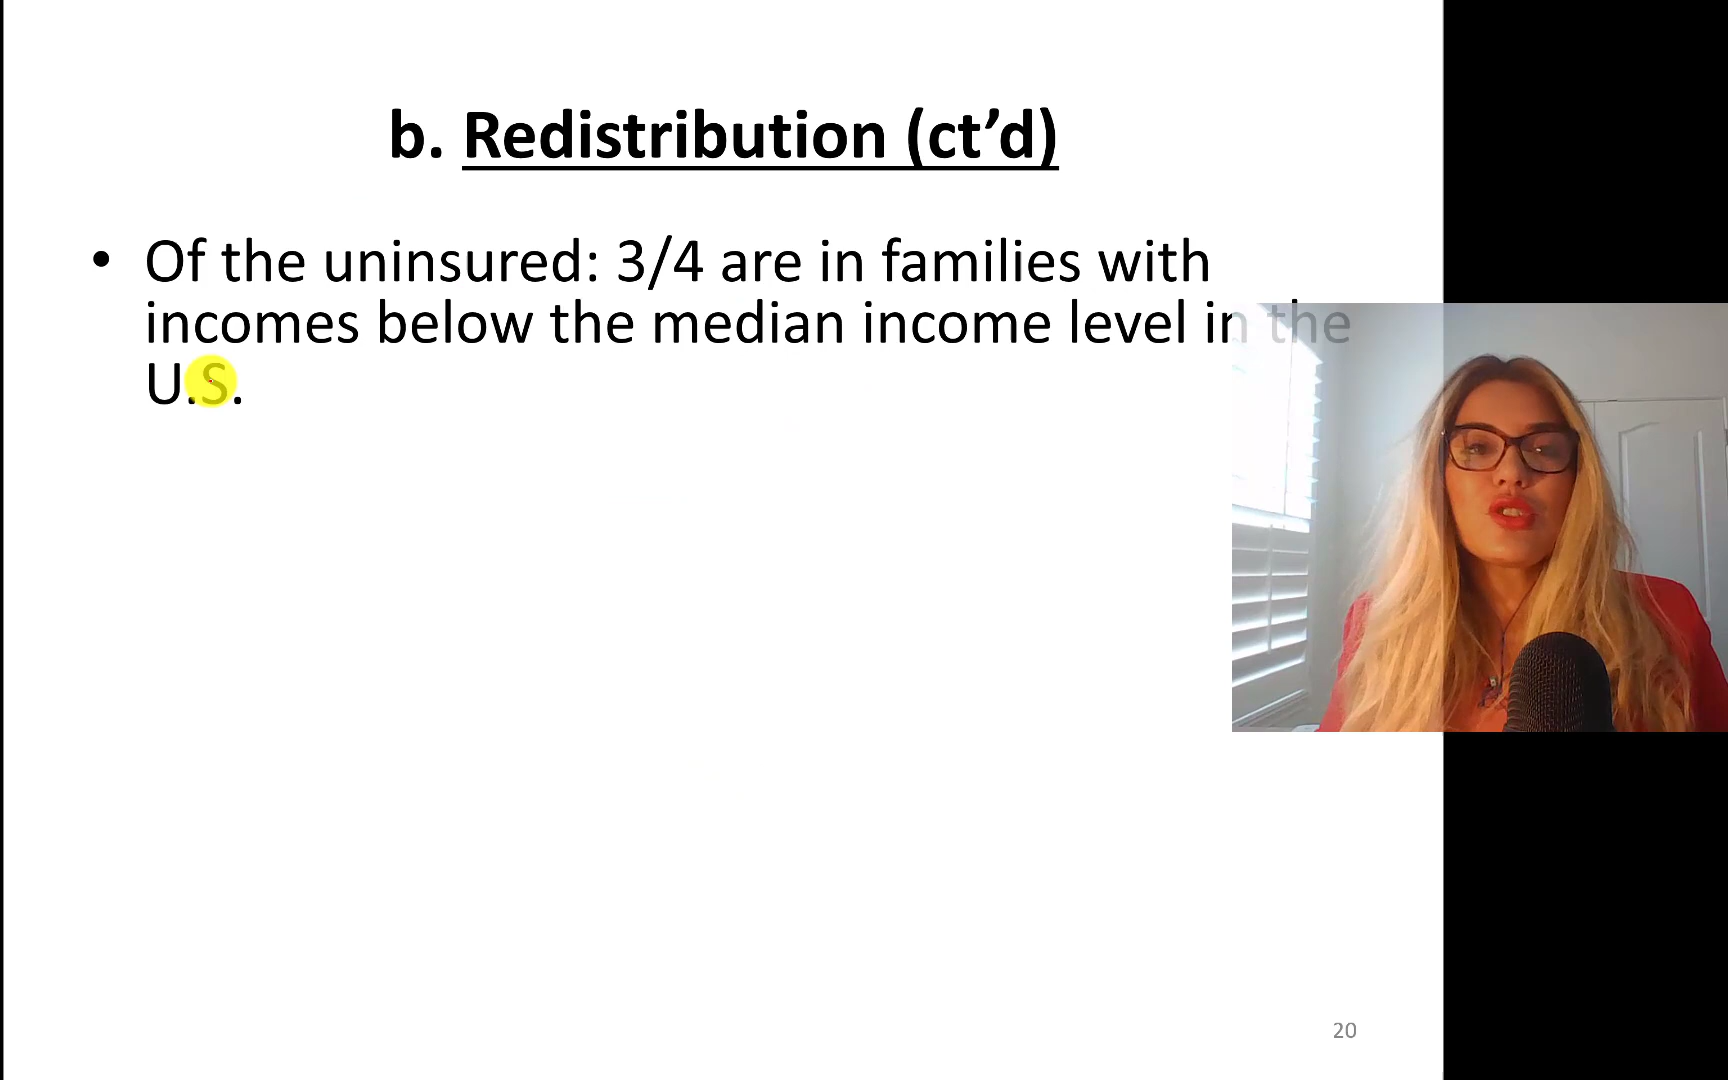 b. Redistribution (ct’d)
• Of the uninsured: 3/4 are in families with
incomes below the median income level in the
U.S.
20